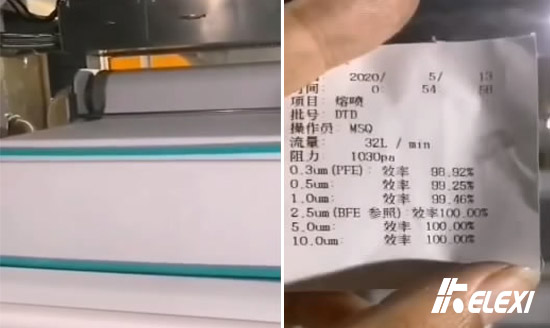 2020/ 5/ 13
时间: 0: 54 58
项目: 熔喷
批号: DTD
操作员: MSQ
流量: 32L / min
阻力: 1030pa
0.3um(PFE): 效率 98.92%
0.5um: 效率 99.25%
1.0um: 效率 99.46%
2.5um(BFE 参照):效率100.00%
5.0um: 效率 100.00%
10.0um: 效率 100.00%
ELEXI